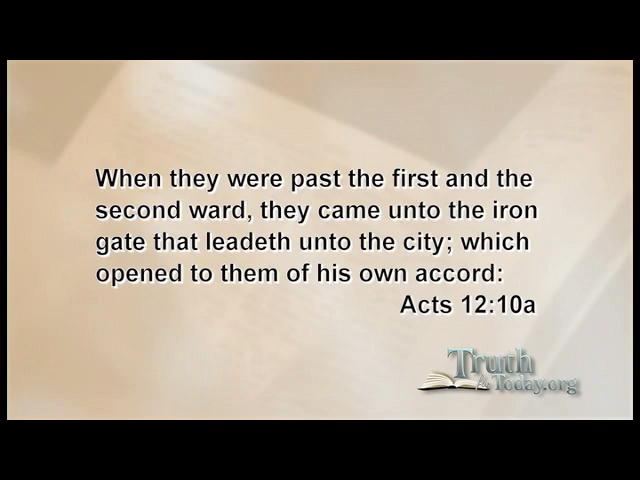 When they were past the first and the
second ward, they came unto the iron
gate that leadeth unto the city; which
opened to them of his own accord:
Acts 12:10a
Truth
for Today.org